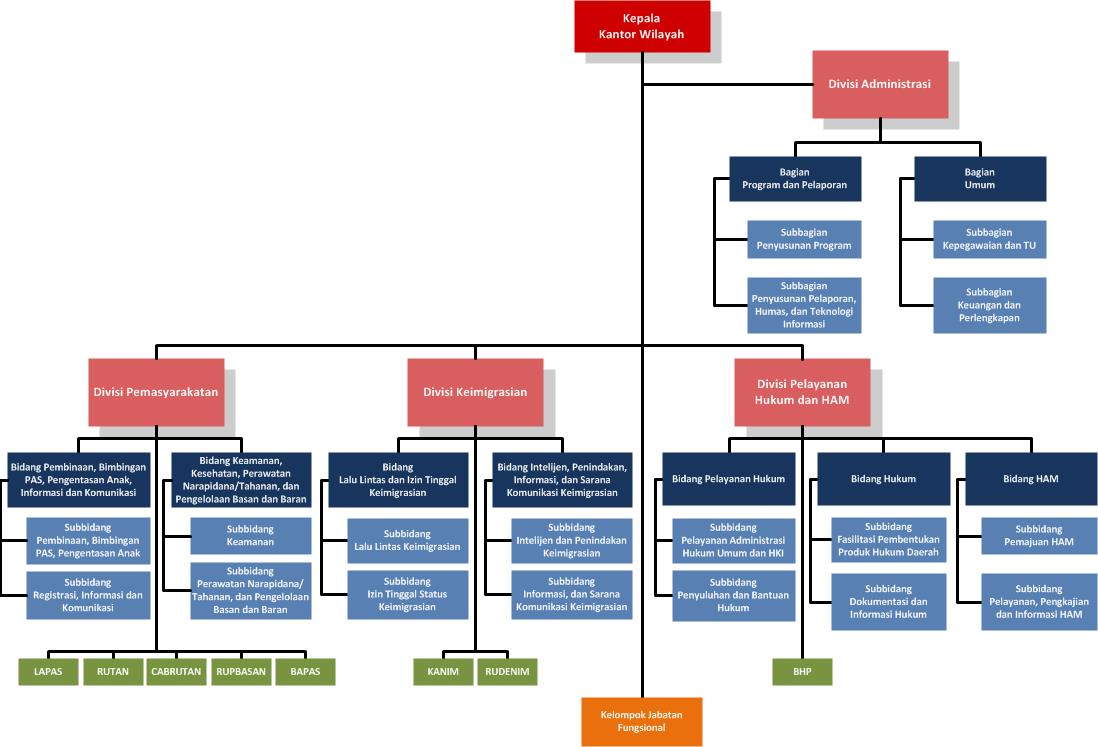 Kepala
Kantor Wilayah
Divisi Administrasi
Bagian
Program dan Pelaporan
Bagian
Umum
Subbagian
Penyusunan Program
Subbagian
Kepegawaian dan TU
Subbagian
Penyusunan Pelaporan,
Humas, dan Teknologi
Informasi
Subbagian
Keuangan dan
Perlengkapan
Divisi Pemasyarakatan
Divisi Keimigrasian
Divisi Pelayanan
Hukum dan HAM
Bidang Pembinaan, Bimbingan
PAS, Pengentasan Anak,
Informasi dan Komunikasi
Bidang Keamanan,
Kesehatan, Perawatan
Narapidana/Tahanan, dan
Pengelolaan Basan dan Baran
Bidang
Lalu Lintas dan Izin Tinggal
Keimigrasian
Bidang Intelijen, Penindakan,
Informasi, dan Sarana
Komunikasi Keimigrasian
Bidang Pelayanan Hukum
Bidang Hukum
Bidang HAM
Subbidang
Pembinaan, Bimbingan
PAS, Pengentasan Anak
Subbidang
Keamanan
Subbidang
Lalu Lintas Keimigrasian
Subbidang
Intelijen dan Penindakan
Keimigrasian
Subbidang
Pelayanan Administrasi
Hukum Umum dan HKI
Subbidang
Fasilitasi Pembentukan
Produk Hukum Daerah
Subbidang
Pemajuan HAM
Subbidang
Registrasi, Informasi dan
Komunikasi
Subbidang
Perawatan Narapidana/
Tahanan, dan Pengelolaan
Basan dan Baran
Subbidang
Izin Tinggal Status
Keimigrasian
Subbidang
Informasi, dan Sarana
Komunikasi Keimigrasian
Subbidang
Penyuluhan dan Bantuan
Hukum
Subbidang
Dokumentasi dan
Informasi Hukum
Subbidang
Pelayanan, Pengkajian
dan Informasi HAM
LAPAS
RUTAN
CABRUTAN
RUPBASAN
BAPAS
KANIM
RUDENIM
BHP
Kelompok Jabatan
Fungsional